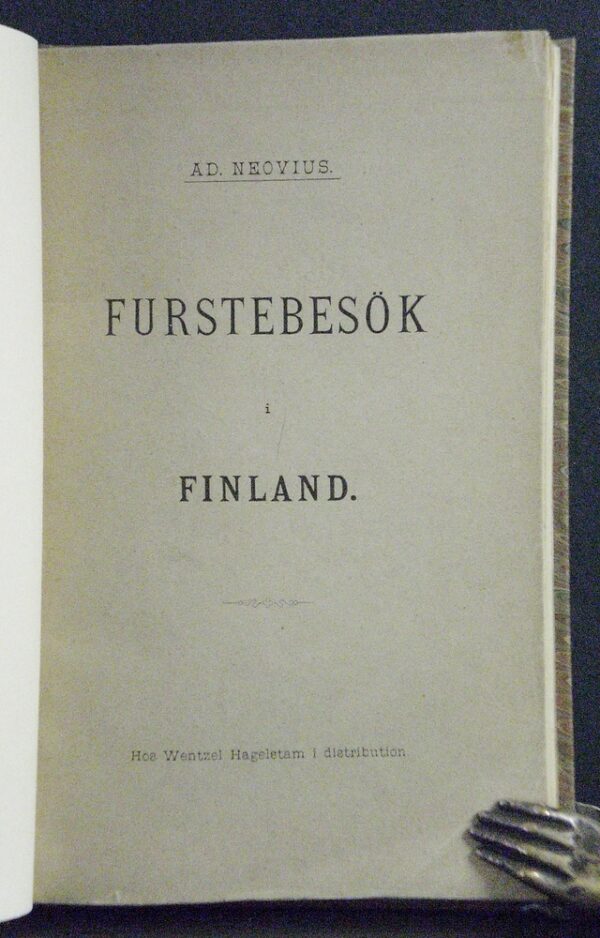 AD. NEOVIUS.
FURSTEBESÖK
i
FINLAND.
Hos Wentzel Hagelstam i distribution